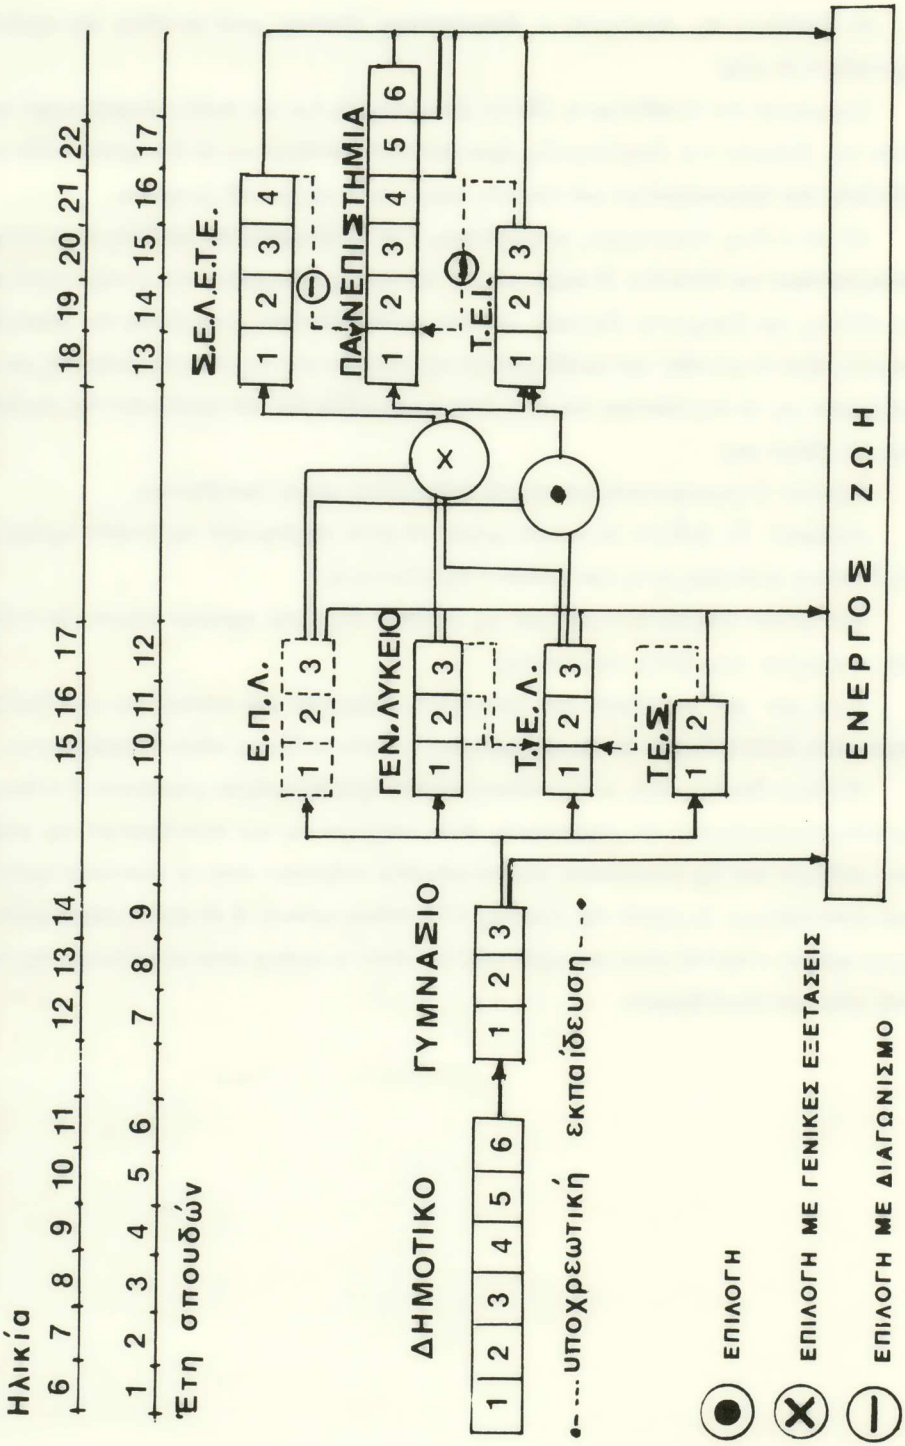 Ηλικία
6 7 8 9 10 11 12 13 14 15 16 17 18 19 20 21 22
1 2 3 4 5 6 7 8 9 10 11 12 13 14 15 16 17
Έτη σπουδών
Σ.Ε.Λ.Ε.Τ.Ε.
1 2 3 4
ΠΑΝΕΠΙΣΗΜΙΑ
1 2 3 4 5 6
Τ.Ε.Ι.
1 2 3
Ε.Π.Λ.
1 2 3
ΓΕΝ.ΛΥΚΕΙΟ
1 2 3
Τ.Ε.Λ.
1 2 3
Τ.Ε.Σ
1 2
ΔΗΜΟΤΙΚΟ
1 2 3 4 5 6
ΓΥΜΝΑΣΙΟ
1 2 3
υποχρεωτική εκπαίδευση
ΕΠΙΛΟΓΗ
ΕΠΙΛΟΓΗ ΜΕ ΓΕΝΙΚΕΣ ΕΞΕΤΑΣΕΙΣ
ΕΠΙΛΟΓΗ ΜΕ ΔΙΑΓΩΝΙΣΜΟ
ΕΝΕΡΓΟΣ ΖΩΗ